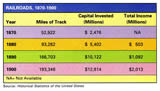 RAILROADS, 1870-1900
Year Miles of Track Capital Invested (Millions) Total Income (Millions)
1870 52,922 $ 2,476 NA
1880 93,262 $ 5,402 $ 503
1890 166,703 $10,122 $1,092
1900 193,346 $12,814 $2,013
NA= Not Available
Source: Historical Statistics of the United States